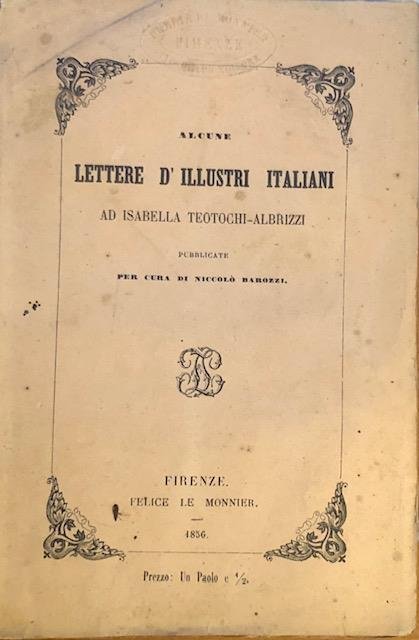 FIRENZE
ALCUNE
LETTERE D' ILLUSTRI ITALIANI
AD ISABELLA TEOTOCHI-ALBRIZZI
PUBBLICATE
PER CURA DI NICCOLÒ BAROZZI.
FIRENZE.
FELICE LE MONNIER.
1856.
Prezzo: Un Paolo e 1/2.